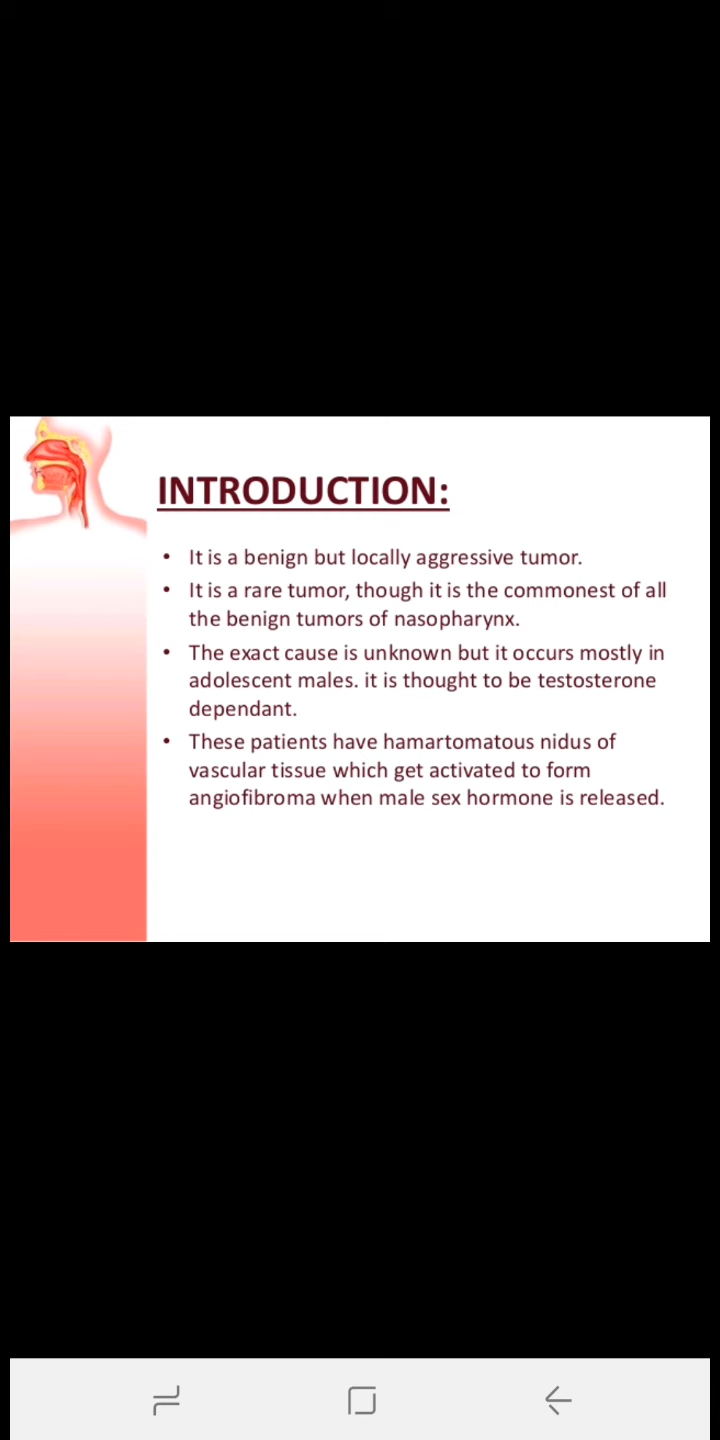 INTRODUCTION:
• It is a benign but locally aggressive tumor.
• It is a rare tumor, though it is the commonest of all
the benign tumors of nasopharynx.
• The exact cause is unknown but it occurs mostly in
adolescent males. it is thought to be testosterone
dependant.
• These patients have hamartomatous nidus of
vascular tissue which get activated to form
angiofibroma when male sex hormone is released.